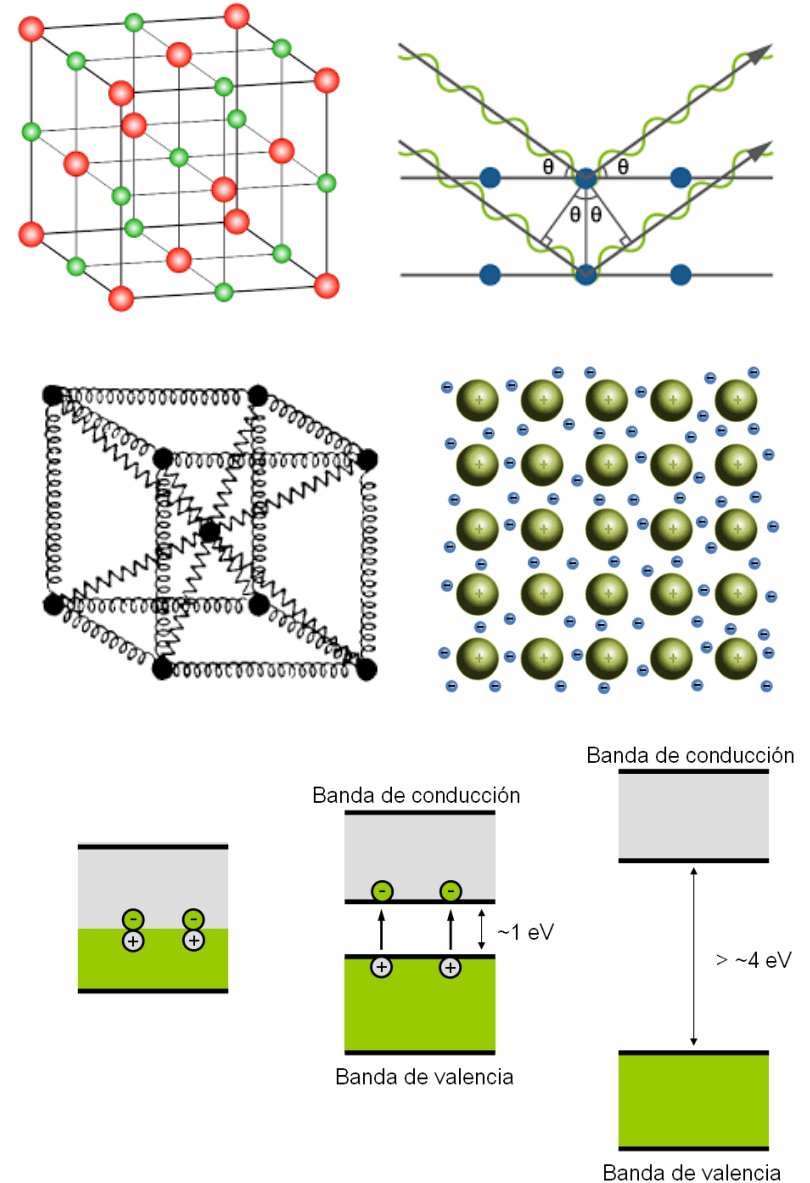 θ θ
θ θ
Banda de conducción
Banda de conducción
~1 eV
> ~4 eV
Banda de valencia
Banda de valencia